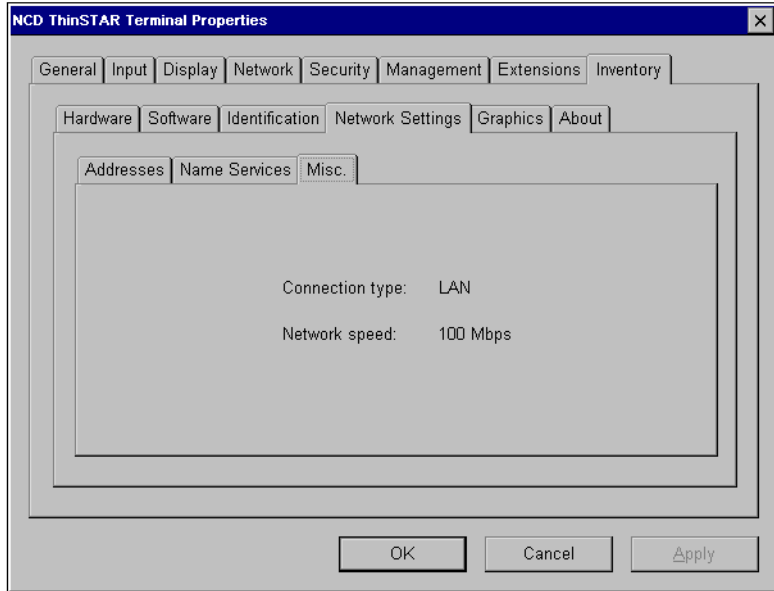 NCD ThinSTAR Terminal Properties
General Input Display Network Security Management Extensions Inventory
Hardware Software Identification Network Settings Graphics About
Addresses Name Services Misc.
Connection type: LAN
Network speed: 100 Mbps
OK Cancel Apply